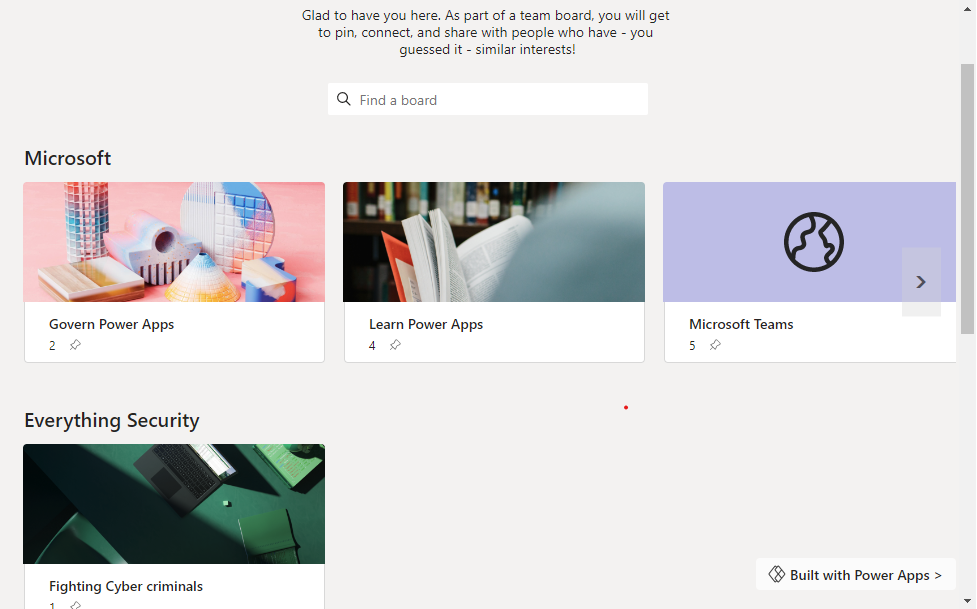 Glad to have you here. As part of a team board, you will get
to pin, connect, and share with people who have - you
guessed it - similar interests!
Find a board
Microsoft
Govern Power Apps
2
Learn Power Apps
4
Microsoft Teams
5
Everything Security
Fighting Cyber criminals
1
Built with Power Apps >